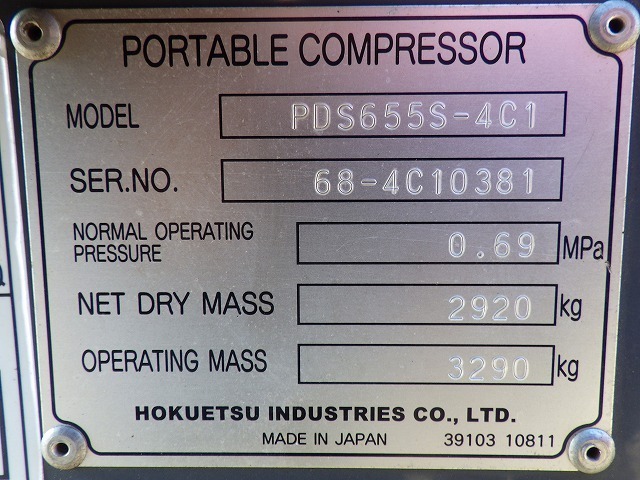 PORTABLE COMPRESSOR
MODEL PDS655S-4C1
SER.NO. 68-4C10381
NORMAL OPERATING
PRESSURE 0.69 MPa
NET DRY MASS 2920 kg
OPERATING MASS 3290 kg
HOKUETSU INDUSTRIES CO., LTD.
MADE IN JAPAN 39103 10811